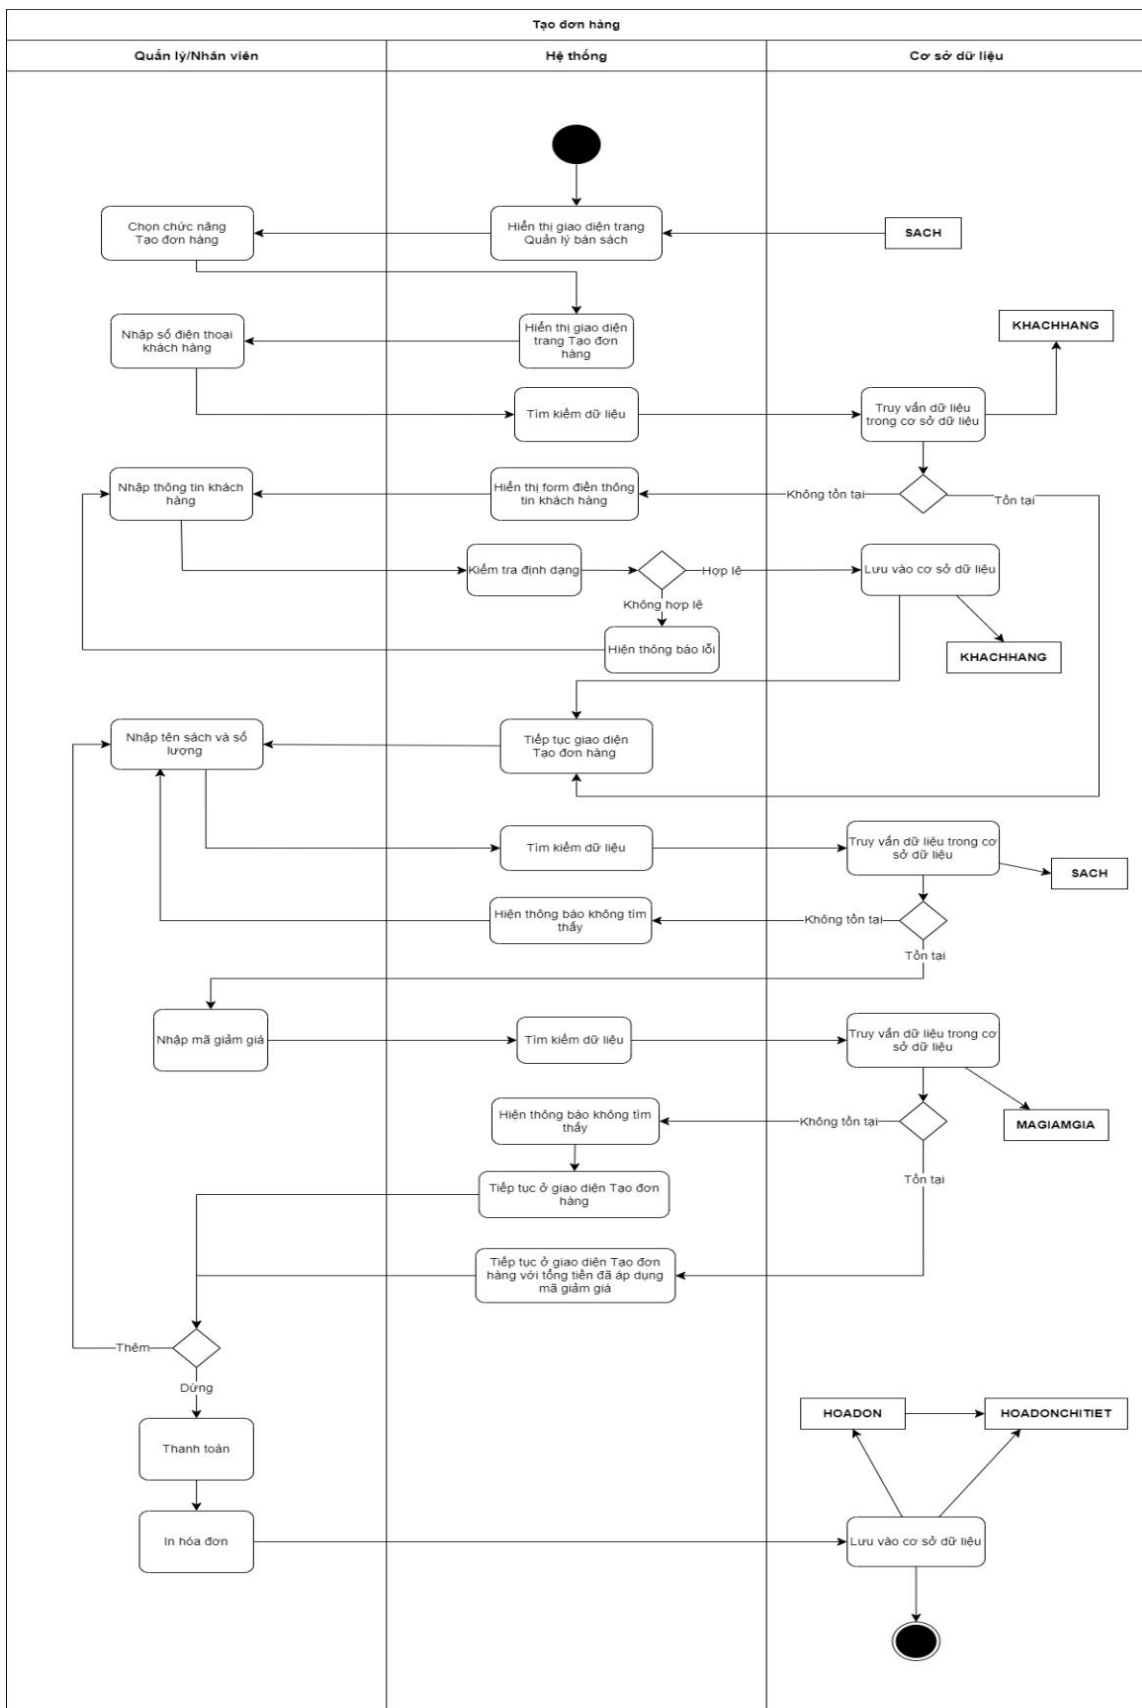 Tạo đơn hàng
Quản lý/Nhân viên
Hệ thống
Cơ sở dữ liệu
Chọn chức năng
Tạo đơn hàng
Hiển thị giao diện trang
Quản lý bán sách
SACH
Nhập số điện thoại
khách hàng
Hiển thị giao diện
trang Tạo đơn
hàng
KHACHHANG
Tìm kiếm dữ liệu
Truy vấn dữ liệu
trong cơ sở dữ liệu
Nhập thông tin khách
hàng
Hiển thị form điền thông
tin khách hàng
Không tồn tại
Tồn tại
Kiểm tra định dạng
Hợp lệ
Lưu vào cơ sở dữ liệu
Không hợp lệ
Hiện thông báo lỗi
KHACHHANG
Nhập tên sách và số
lượng
Tiếp tục giao diện
Tạo đơn hàng
Tìm kiếm dữ liệu
Truy vấn dữ liệu trong cơ
sở dữ liệu
SACH
Hiện thông báo không tìm
thấy
Không tồn tại
Tồn tại
Nhập mã giảm giá
Tìm kiếm dữ liệu
Truy vấn dữ liệu trong cơ
sở dữ liệu
Hiện thông báo không tìm
thấy
Không tồn tại
MAGIAMGIA
Tiếp tục ở giao diện Tạo đơn
hàng
Tồn tại
Tiếp tục ở giao diện Tạo đơn
hàng với tổng tiền đã áp dụng
mã giảm giá
Thêm
Dừng
HOADON
HOADONCHITIET
Thanh toán
In hóa đơn
Lưu vào cơ sở dữ liệu